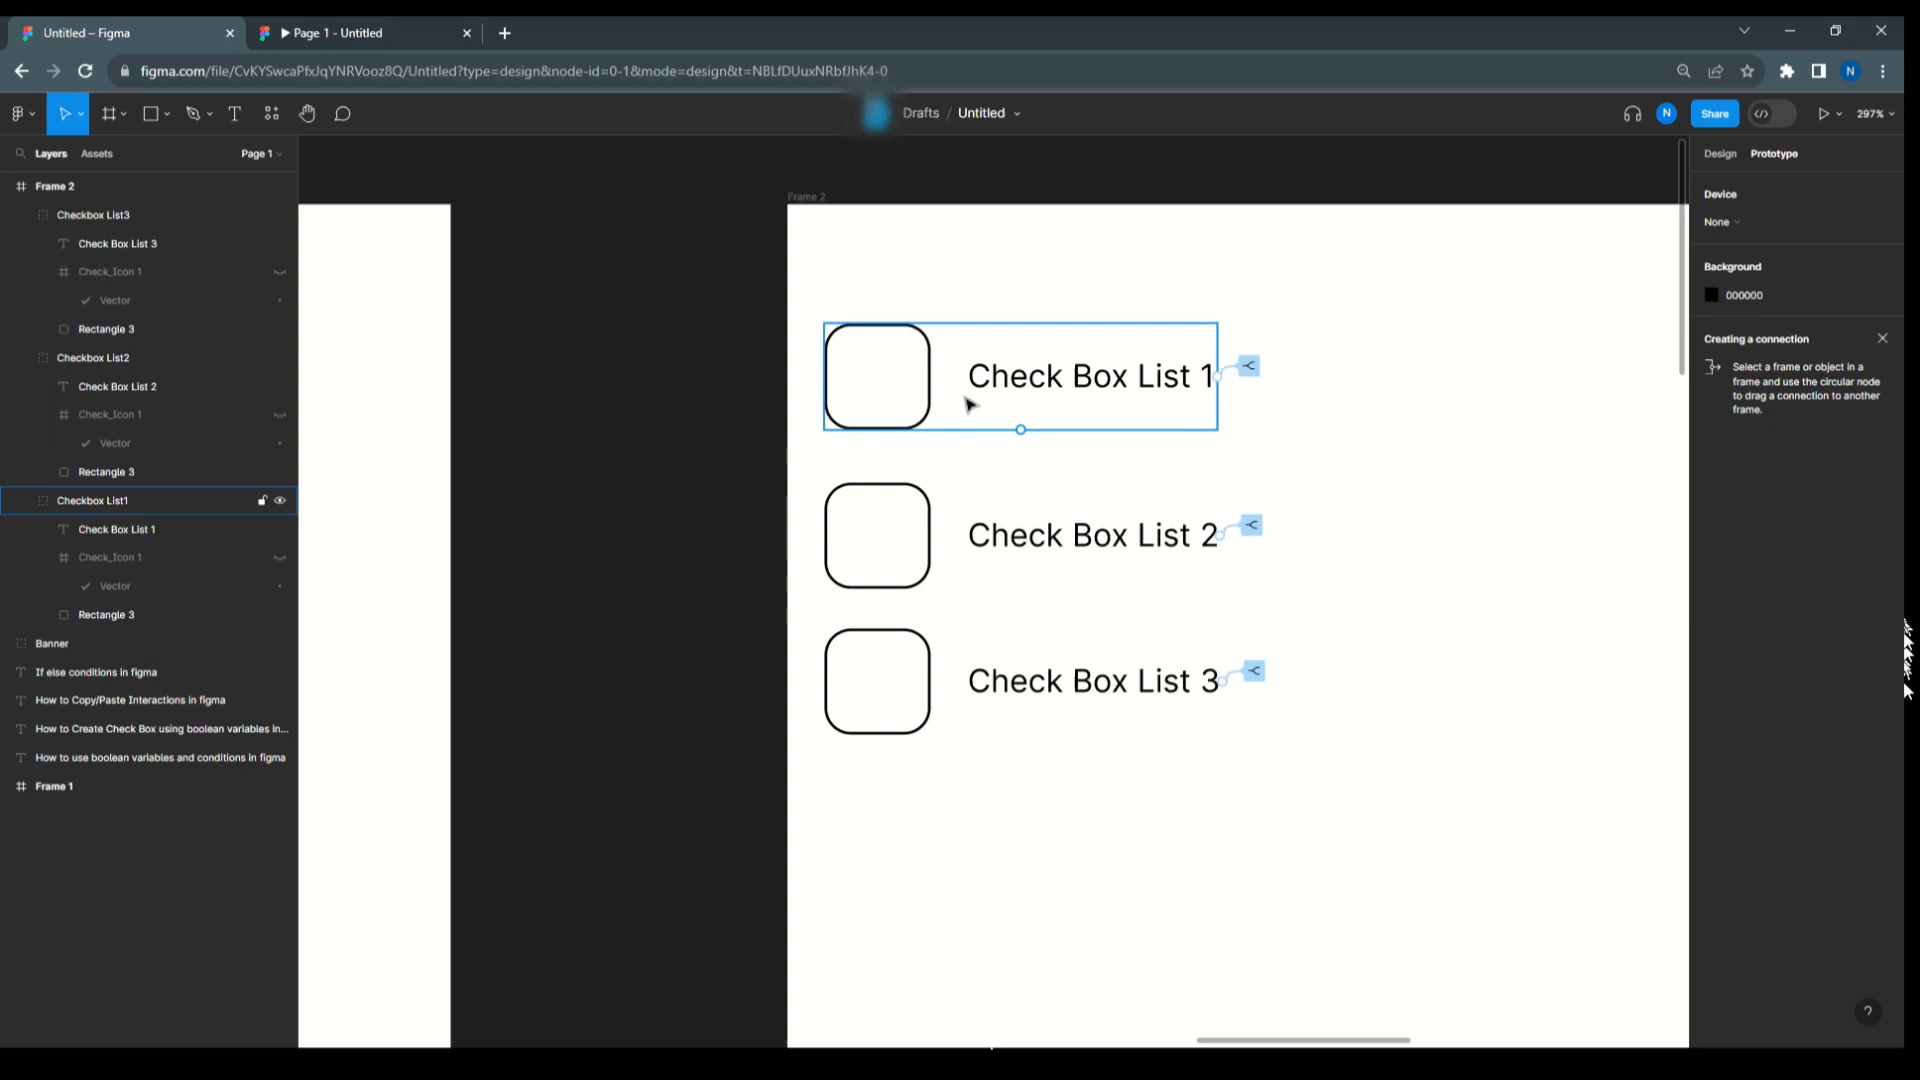 Untitled – Figma
Page 1 - Untitled
figma.com/file/CvKYSwcaPfxJqYNRVooz8Q/Untitled?type=design&node-id=0-1&mode=design&t=NBLfDUuxNRbfJhK4-0
N
Drafts / Untitled
N
Share
297%
Layers
Assets
Page 1
Design
Prototype
Frame 2
Checkbox List3
Check Box List 3
Check_Icon 1
Vector
Rectangle 3
Checkbox List2
Check Box List 2
Check_Icon 1
Vector
Rectangle 3
Checkbox List1
Check Box List 1
Check_Icon 1
Vector
Rectangle 3
Banner
If else conditions in figma
How to Copy/Paste Interactions in figma
How to Create Check Box using boolean variables in...
How to use boolean variables and conditions in figma
Frame 1
Frame 2
Check Box List 1
Check Box List 2
Check Box List 3
Device
None
Background
000000
Creating a connection
Select a frame or object in a
frame and use the circular node
to drag a connection to another
frame.
?